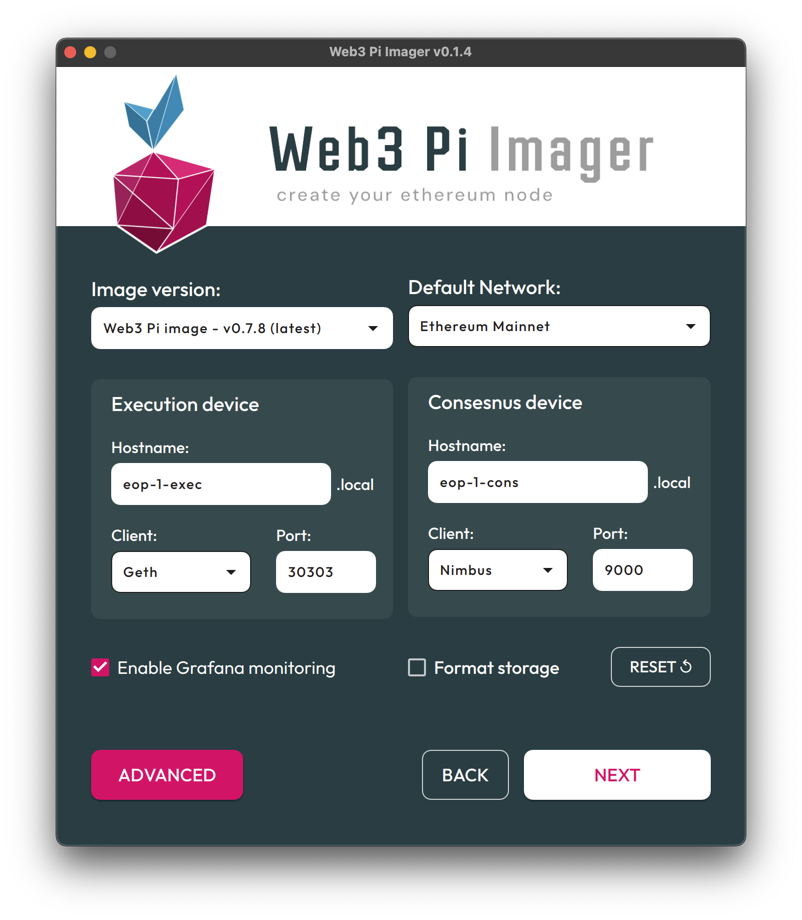 Web3 Pi Imager v0.1.4
Web3 Pi Imager
create your ethereum node
Image version:
Default Network:
Web3 Pi image - v0.7.8 (latest)
Ethereum Mainnet
Execution device
Consesnus device
Hostname:
Hostname:
eop-1-exec .local
eop-1-cons .local
Client: Port:
Client: Port:
Geth 30303
Nimbus 9000
Enable Grafana monitoring
Format storage
RESET
ADVANCED
BACK
NEXT